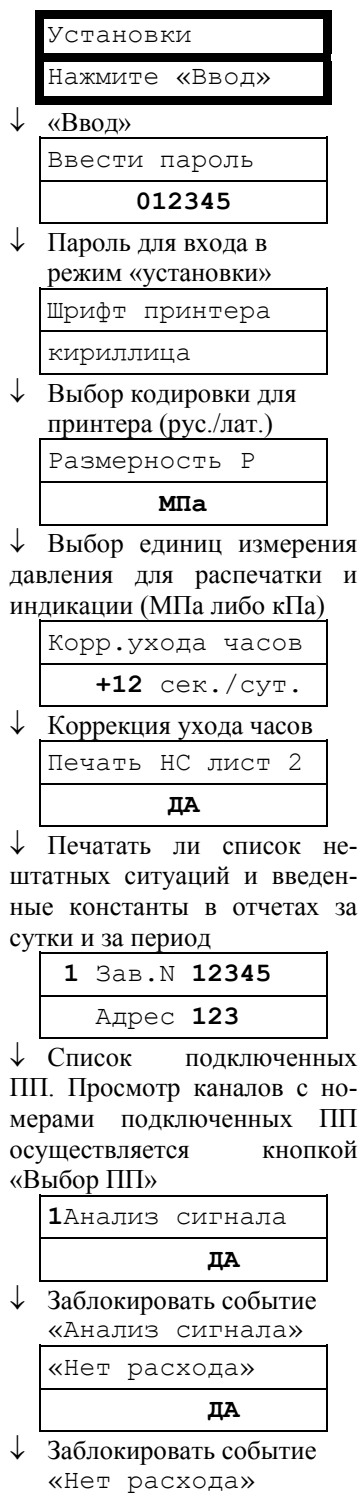 Установки
Нажмите «Ввод»
↓ «Ввод»
Ввести пароль
012345
↓ Пароль для входа в
режим «установки»
Шрифт принтера
кириллица
↓ Выбор кодировки для
принтера (рус./лат.)
Размерность Р
МПа
↓ Выбор единиц измерения
давления для распечатки и
индикации (МПа либо кПа)
Корр.ухода часов
+12 сек./сут.
↓ Коррекция ухода часов
Печать НС лист 2
ДА
↓ Печатать ли список не-
штатных ситуаций и введен-
ные константы в отчетах за
сутки и за период
1 Зав.N 12345
Адрес 123
↓ Список подключенных
ПП. Просмотр каналов с но-
мерами подключенных ПП
осуществляется кнопкой
«Выбор ПП»
1Анализ сигнала
ДА
↓ Заблокировать событие
«Анализ сигнала»
«Нет расхода»
ДА
↓ Заблокировать событие
«Нет расхода»